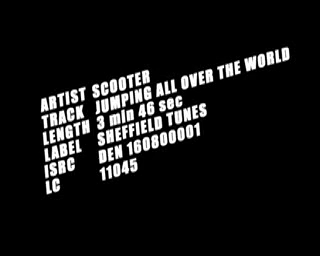 ARTIST SCOOTER
TRACK JUMPING ALL OVER THE WORLD
LENGTH 3 min 46 sec
LABEL SHEFFIELD TUNES
ISRC DEN 160800001
LC 11045